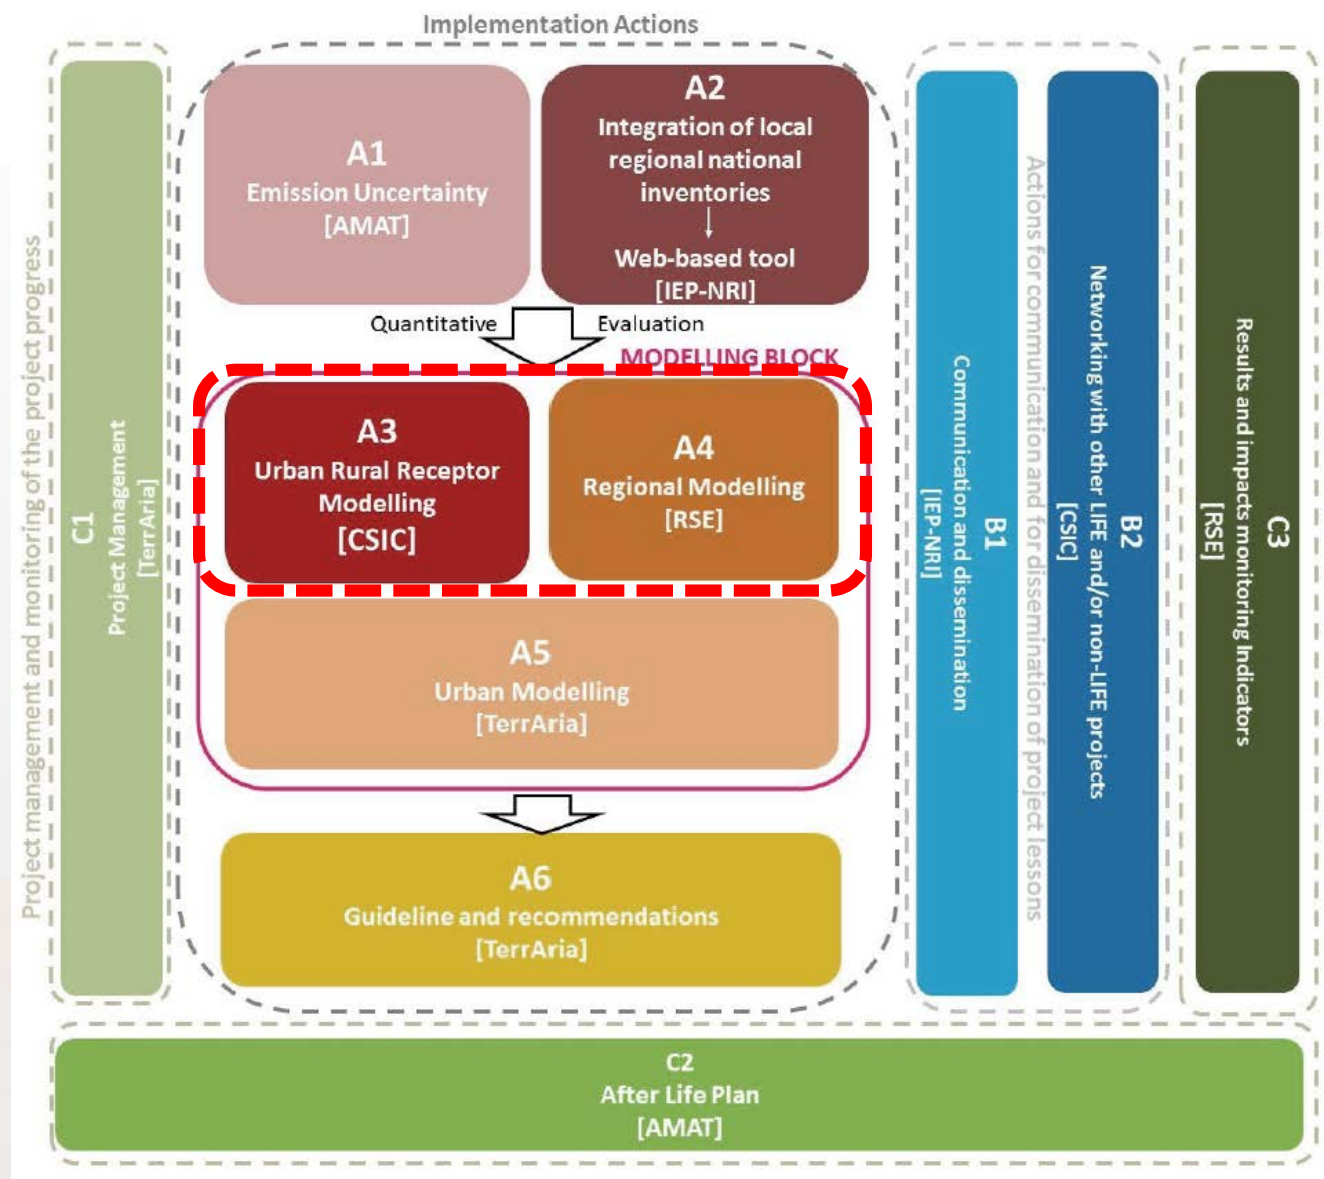 Implementation Actions
Project management and monitoring of the project progress
C1
Project Management
[TerrAria]
A1
Emission Uncertainty
[AMAT]
A2
Integration of local
regional national
inventories
Web-based tool
[IEP-NRI]
Quantitative
Evaluation
MODELLING BLOCK
A3
Urban Rural Receptor
Modelling
[CSIC]
A4
Regional Modelling
[RSE]
A5
Urban Modelling
[TerrAria]
A6
Guideline and recommendations
[TerrAria]
B1
Communication and dissemination
[IEP-NRI]
Actions for communication and for dissemination of project lessons
B2
Networking with other LIFE and/or non-LIFE projects
[CSIC]
C3
Results and impacts monitoring Indicators
[RSE]
C2
After Life Plan
[AMAT]